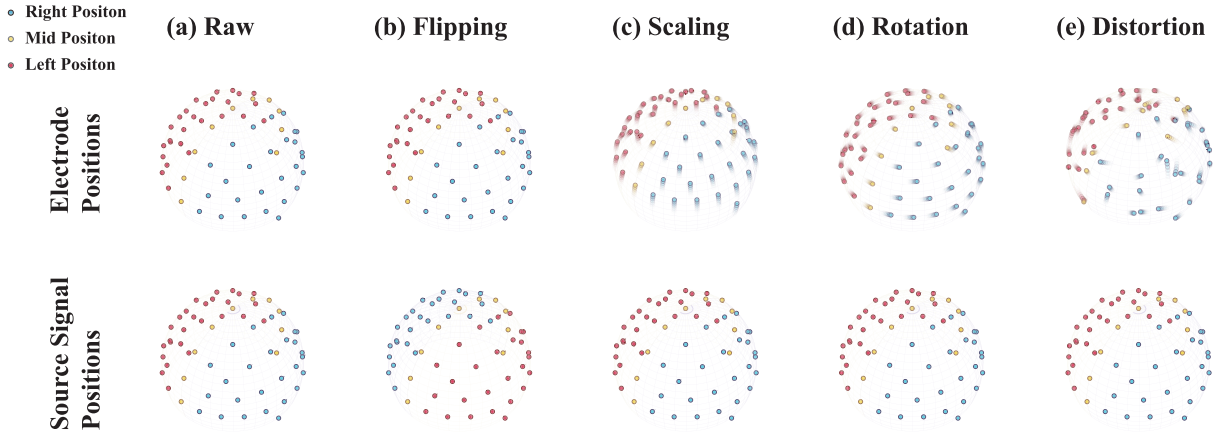 Right Positon
Mid Positon
Left Positon
(a) Raw
(b) Flipping
(c) Scaling
(d) Rotation
(e) Distortion
Electrode
Positions
Source Signal
Positions